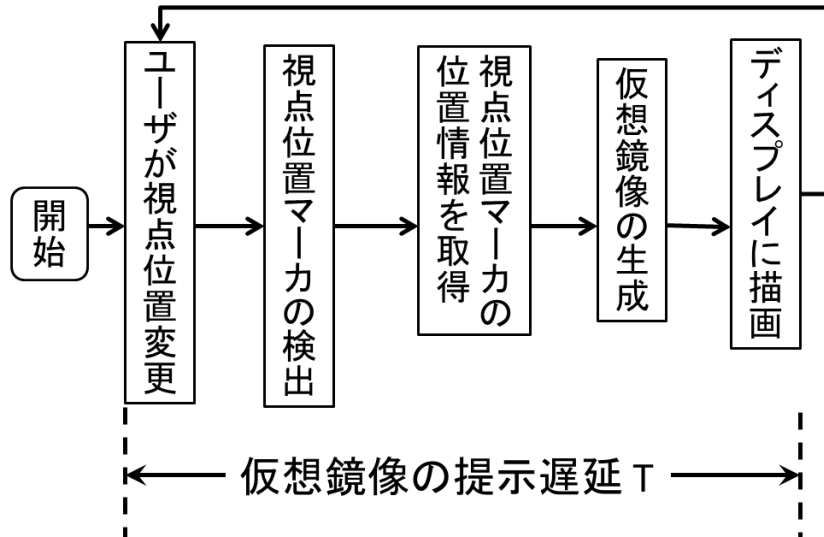 開始
ユーザが視点位置変更
視点位置マーカの検出
視点位置マーカの
位置情報を取得
仮想鏡像の生成
ディスプレイに描画
仮想鏡像の提示遅延 T